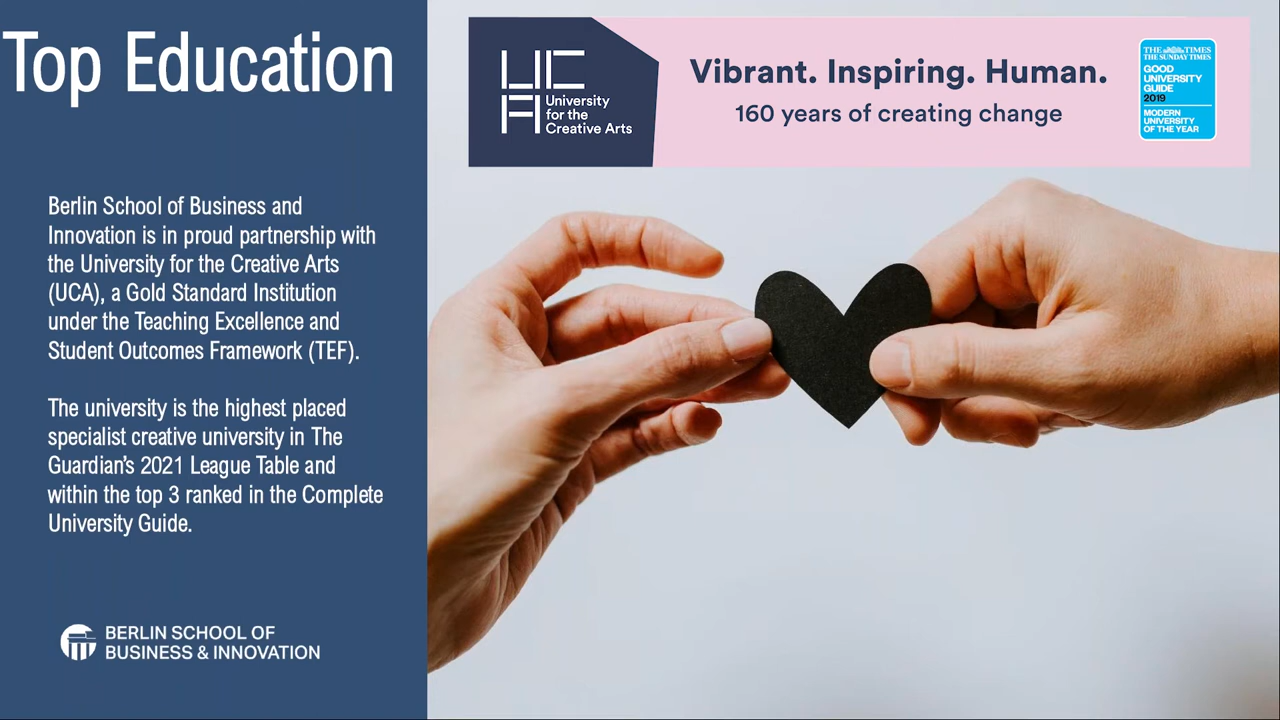 Top Education
Berlin School of Business and
Innovation is in proud partnership with
the University for the Creative Arts
(UCA), a Gold Standard Institution
under the Teaching Excellence and
Student Outcomes Framework (TEF).
The university is the highest placed
specialist creative university in The
Guardian's 2021 League Table and
within the top 3 ranked in the Complete
University Guide.
BERLIN SCHOOL OF
BUSINESS & INNOVATION
UCA
University
for the
Creative Arts
Vibrant. Inspiring. Human.
160 years of creating change
THE TIMES
THE SUNDAY TIMES
GOOD
UNIVERSITY
GUIDE
2019
MODERN
UNIVERSITY
OF THE YEAR